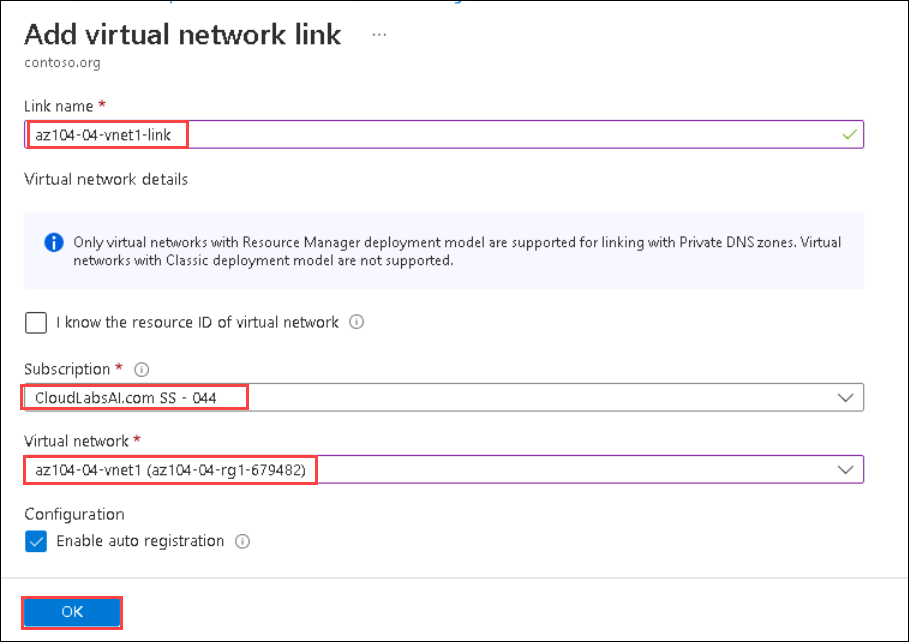 Add virtual network link ...
contoso.org
Link name *
az104-04-vnet1-link
Virtual network details
Only virtual networks with Resource Manager deployment model are supported for linking with Private DNS zones. Virtual
networks with Classic deployment model are not supported.
I know the resource ID of virtual network
Subscription *
CloudLabsAI.com SS - 044
Virtual network *
az104-04-vnet1 (az104-04-rg1-679482)
Configuration
Enable auto registration
OK